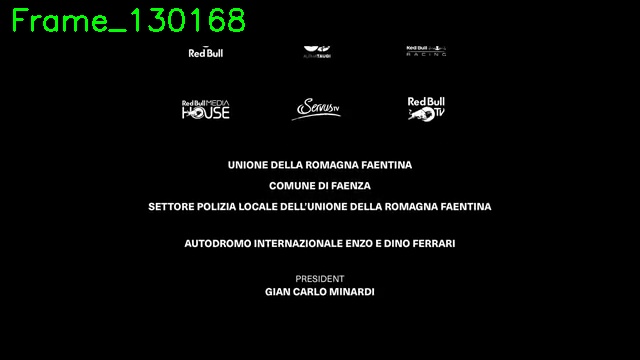 Frame_130168
Red Bull
ALPHATAURI
Red Bull
RACING
Red Bull MEDIA
HOUSE
ServusTV
Red Bull
TV
UNIONE DELLA ROMAGNA FAENTINA
COMUNE DI FAENZA
SETTORE POLIZIA LOCALE DELL'UNIONE DELLA ROMAGNA FAENTINA
AUTODROMO INTERNAZIONALE ENZO E DINO FERRARI
PRESIDENT
GIAN CARLO MINARDI